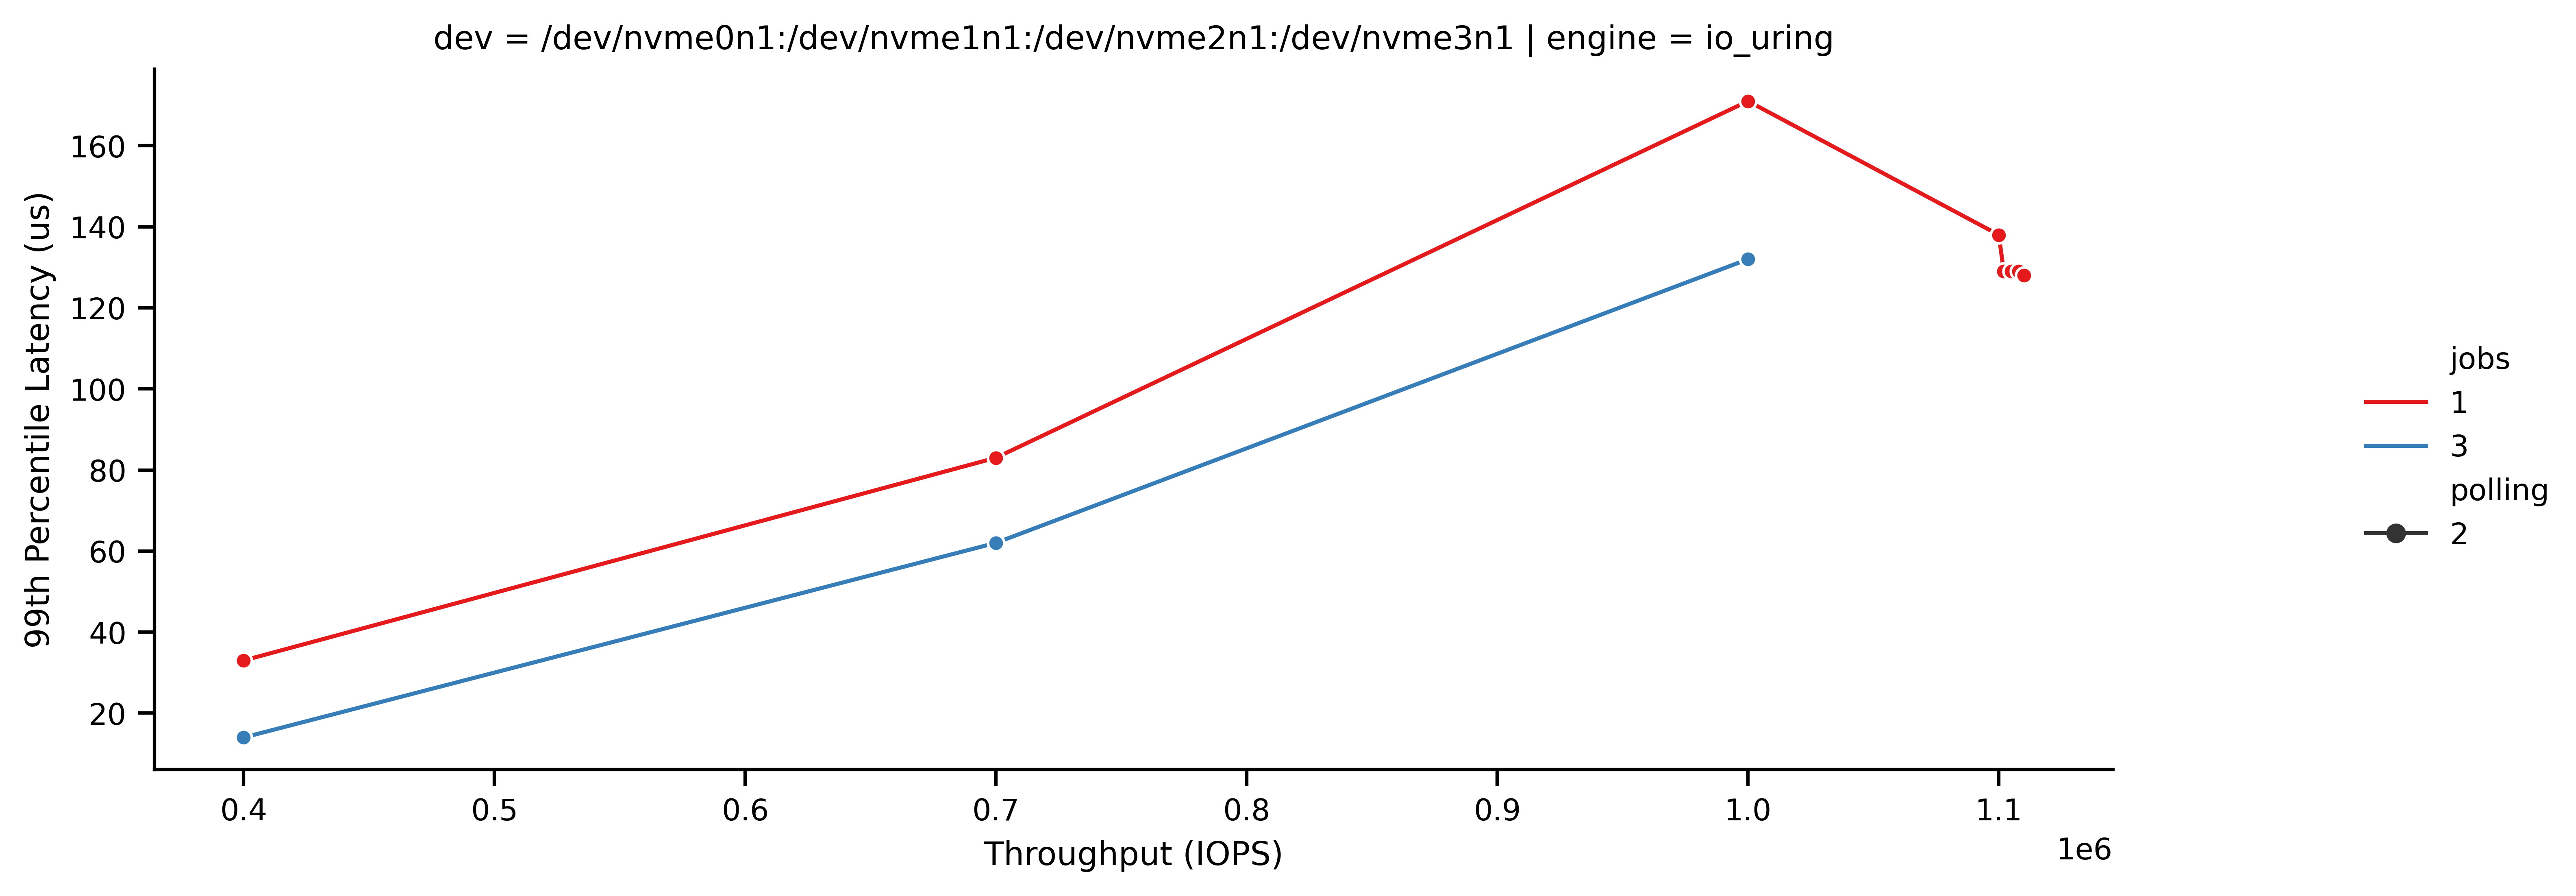 dev = /dev/nvme0n1:/dev/nvme1n1:/dev/nvme2n1:/dev/nvme3n1 | engine = io_uring
99th Percentile Latency (us)
160
140
120
100
80
60
40
20
0.4 0.5 0.6 0.7 0.8 0.9 1.0 1.1
1e6
Throughput (IOPS)
jobs
1
3
polling
2